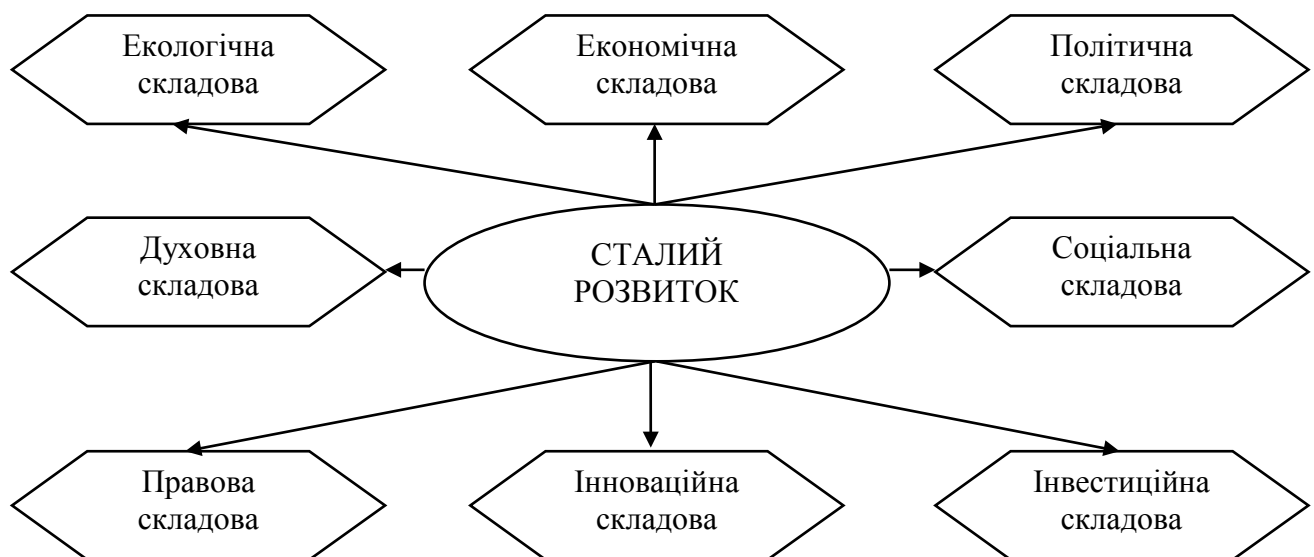 Екологічна
складова
Економічна
складова
Політична
складова
Духовна
складова
СТАЛИЙ
РОЗВИТОК
Соціальна
складова
Правова
складова
Інноваційна
складова
Інвестиційна
складова